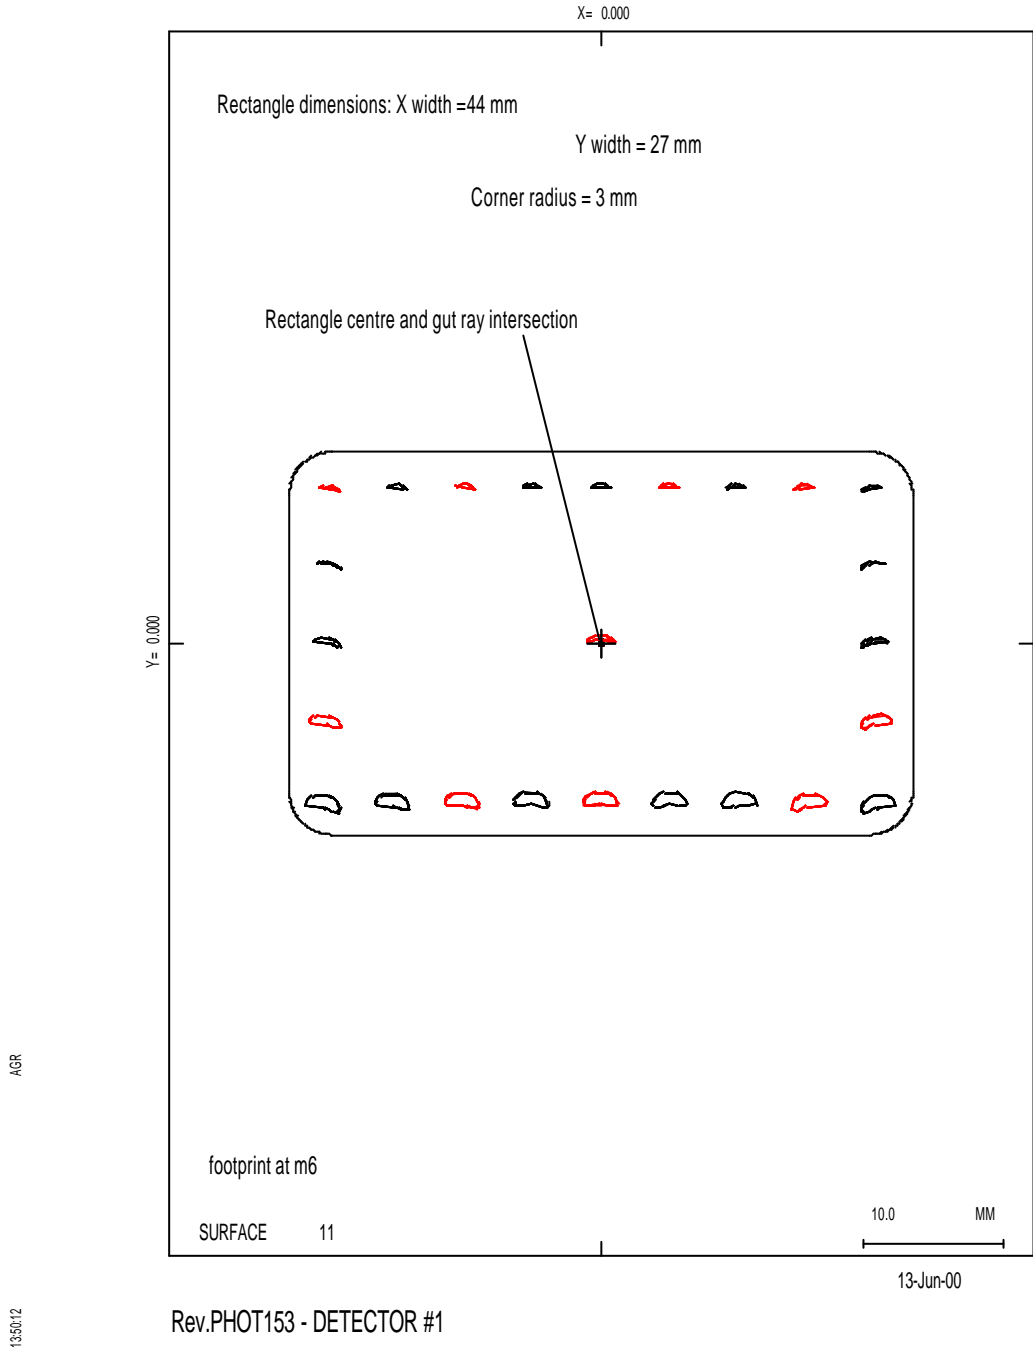 X= 0.000
Rectangle dimensions: X width =44 mm
Y width = 27 mm
Corner radius = 3 mm
Rectangle centre and gut ray intersection
Y= 0.000
AGR
footprint at m6
10.0 MM
SURFACE 11
13-Jun-00
Rev.PHOT153 - DETECTOR #1
13:50:12